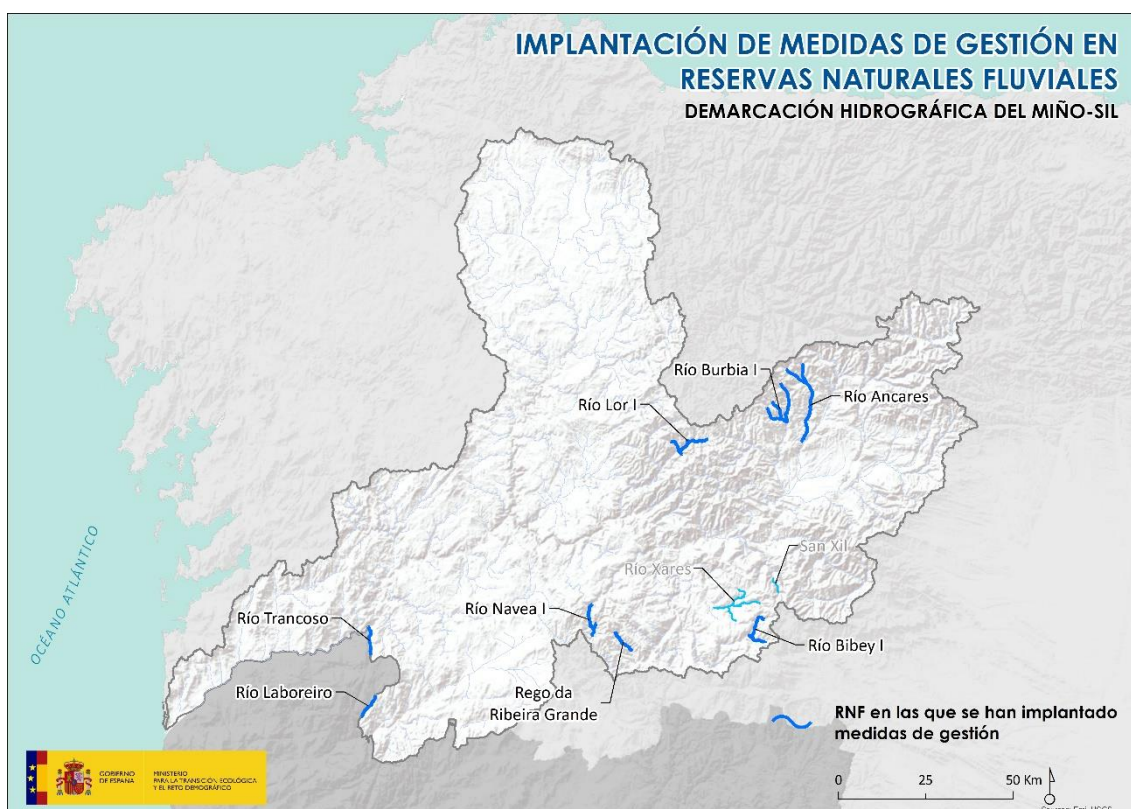 IMPLANTACIÓN DE MEDIDAS DE GESTIÓN EN
RESERVAS NATURALES FLUVIALES
DEMARCACIÓN HIDROGRÁFICA DEL MIÑO-SIL
Río Burbia I
Río Ancares
Río Lor I
San Xil
Río Xares
OCÉANO ATLÁNTICO
Río Navea I
Río Trancoso
Río Bibey I
Río Laboreiro
Rego da
Ribeira Grande
RNF en las que se han implantado
medidas de gestión
GOBIERNO
DE ESPAÑA
MINISTERIO
PARA LA TRANSICIÓN ECOLÓGICA
Y EL RETO DEMOGRÁFICO
0 25 50 Km